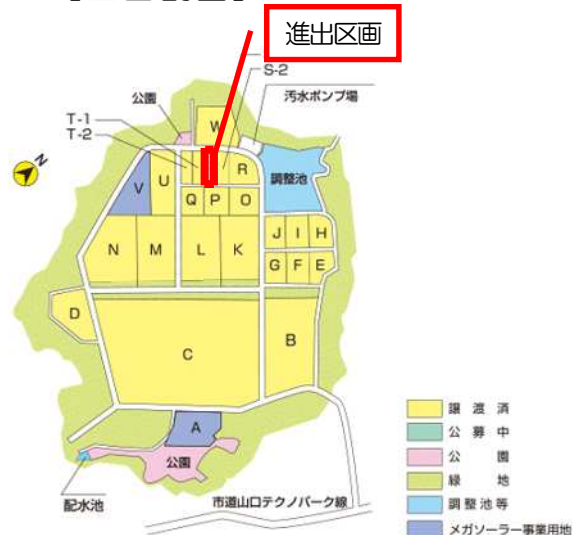 進出区画
S-2
公園
汚水ポンプ場
W
T-1
T-2
N
V
U
R
調整池
Q
P
O
J
I
H
N
M
L
K
G
F
E
D
C
B
A
公園
配水池
市道山口テクノパーク線
譲渡済
公募中
公園
緑地
調整池等
メガソーラー事業用地